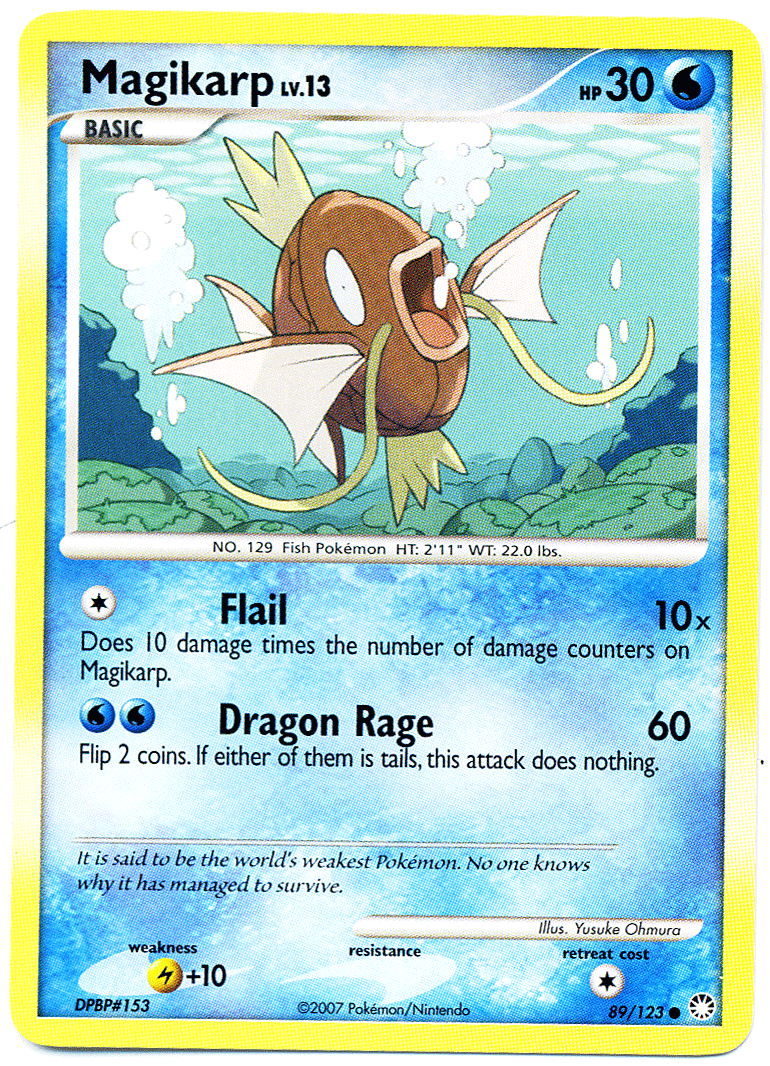 Magikarp LV.13 HP 30
BASIC
NO. 129 Fish Pokémon HT: 2'11" WT: 22.0 lbs.
Flail 10x
Does 10 damage times the number of damage counters on
Magikarp.
Dragon Rage 60
Flip 2 coins. If either of them is tails, this attack does nothing.
It is said to be the world's weakest Pokémon. No one knows
why it has managed to survive.
Illus. Yusuke Ohmura
weakness resistance retreat cost
+10
DPBP#153 ©2007 Pokémon/Nintendo 89/123